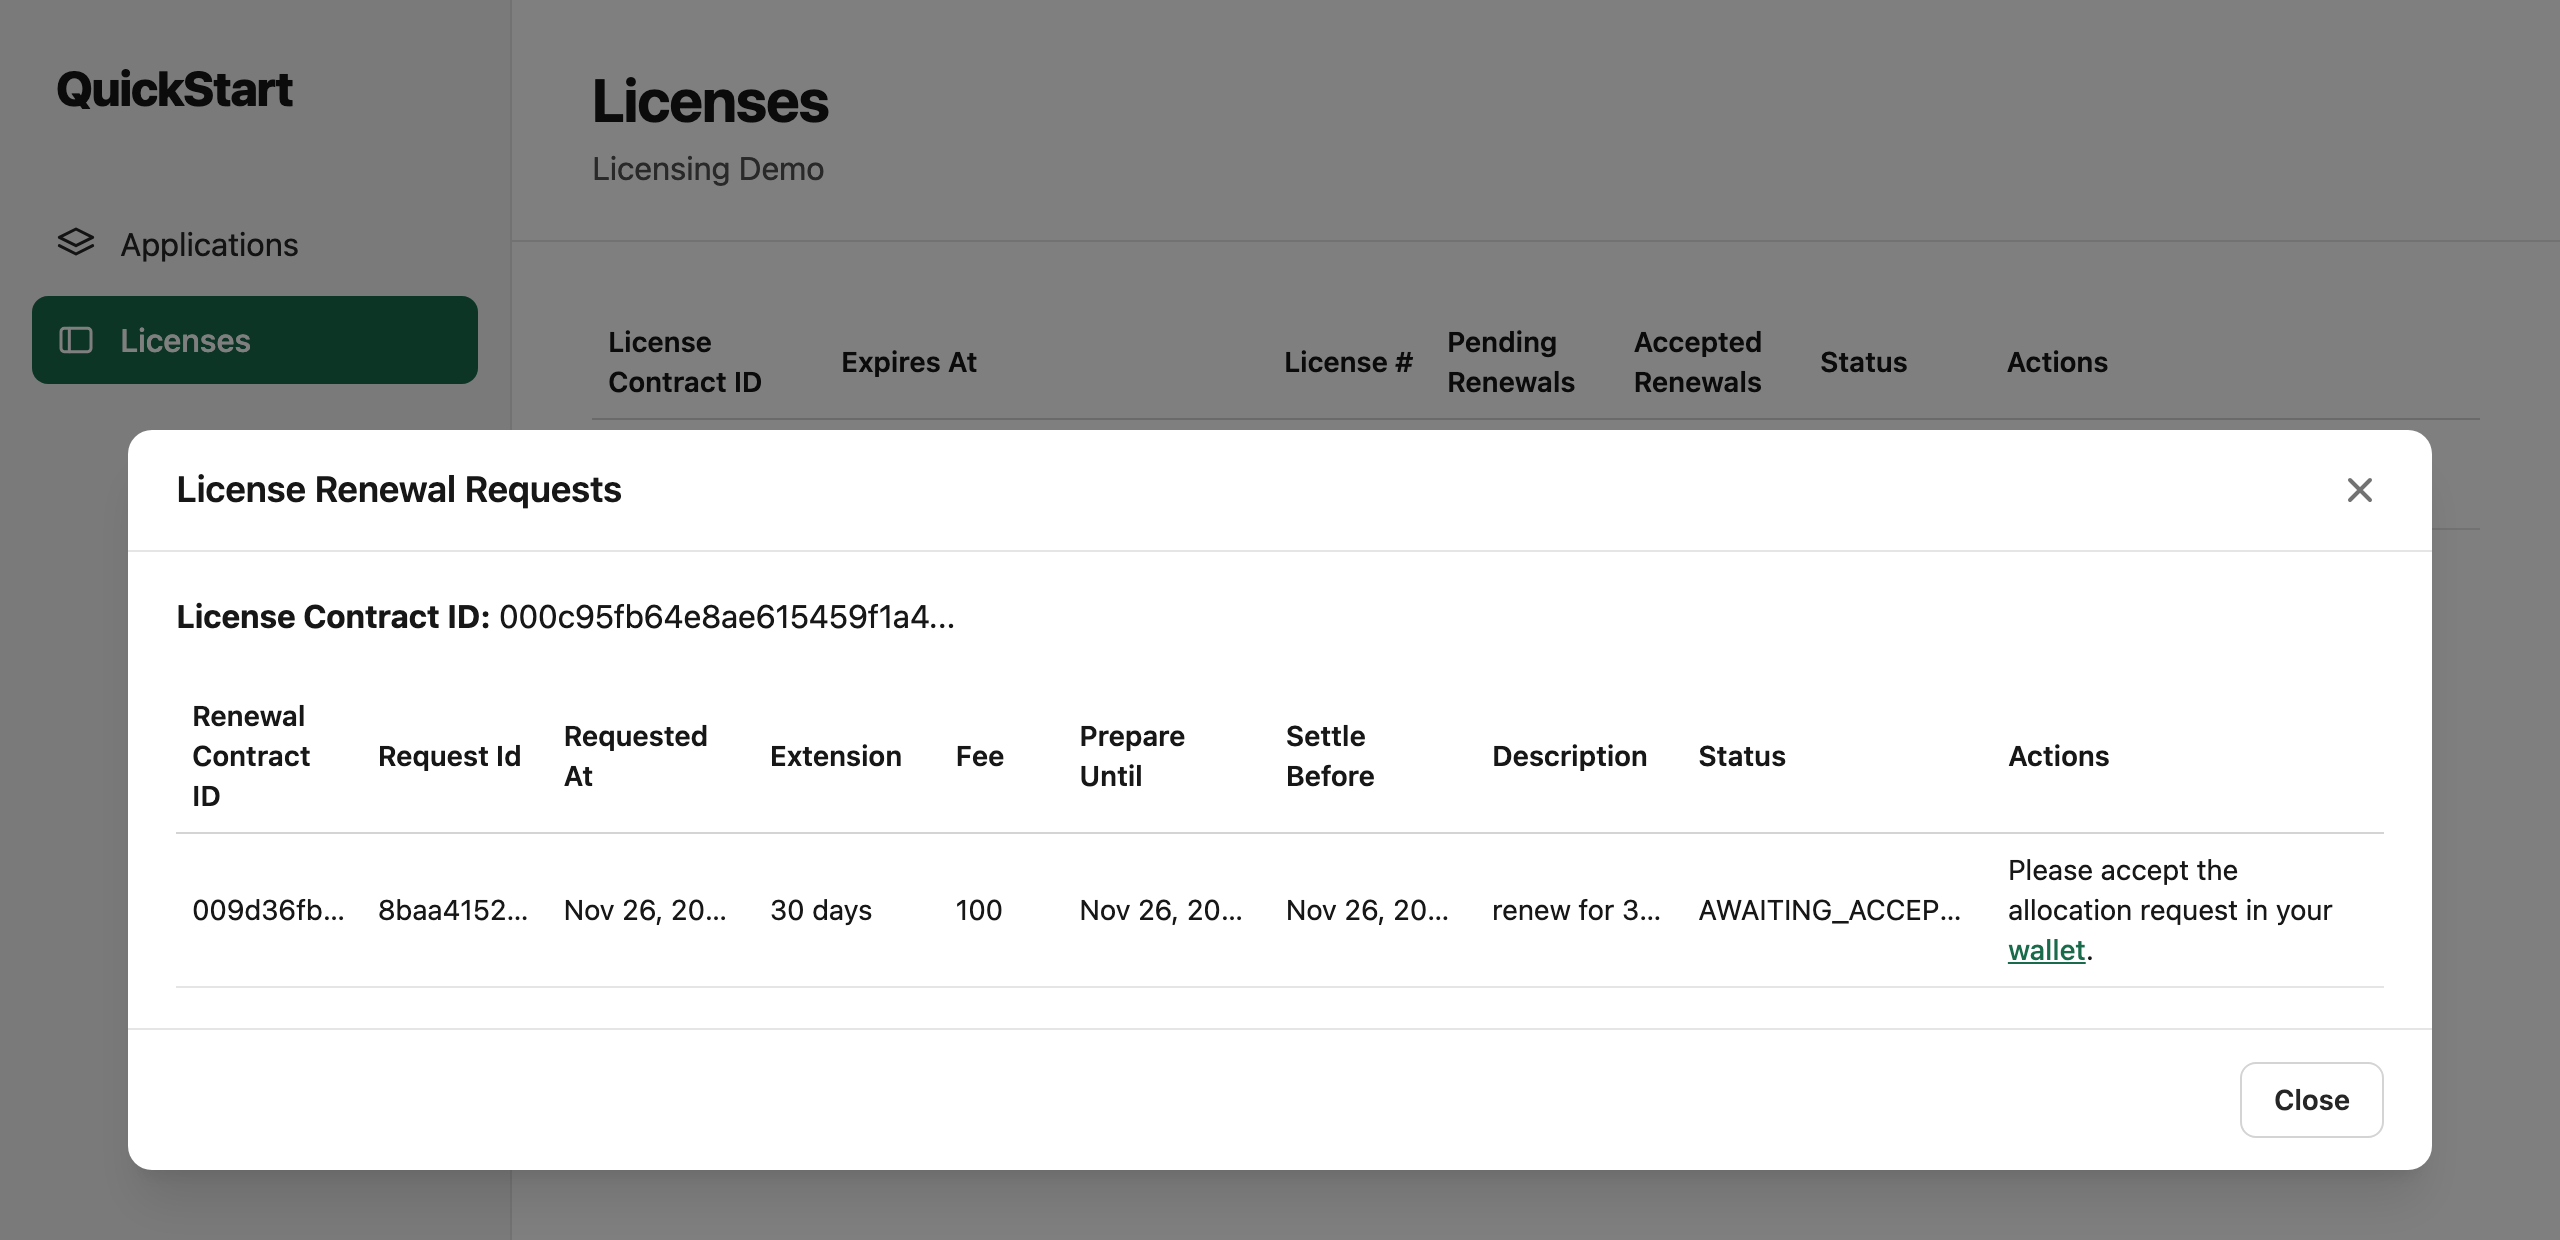 QuickStart
Applications
Licenses
Licenses
Licensing Demo
License Contract ID
Expires At
License #
Pending Renewals
Accepted Renewals
Status
Actions
License Renewal Requests
License Contract ID: 000c95fb64e8ae615459f1a4...
Renewal Contract ID
Request Id
Requested At
Extension
Fee
Prepare Until
Settle Before
Description
Status
Actions
009d36fb...
8baa4152...
Nov 26, 20...
30 days
100
Nov 26, 20...
Nov 26, 20...
renew for 3...
AWAITING_ACCEP...
Please accept the
allocation request in your
wallet.
Close